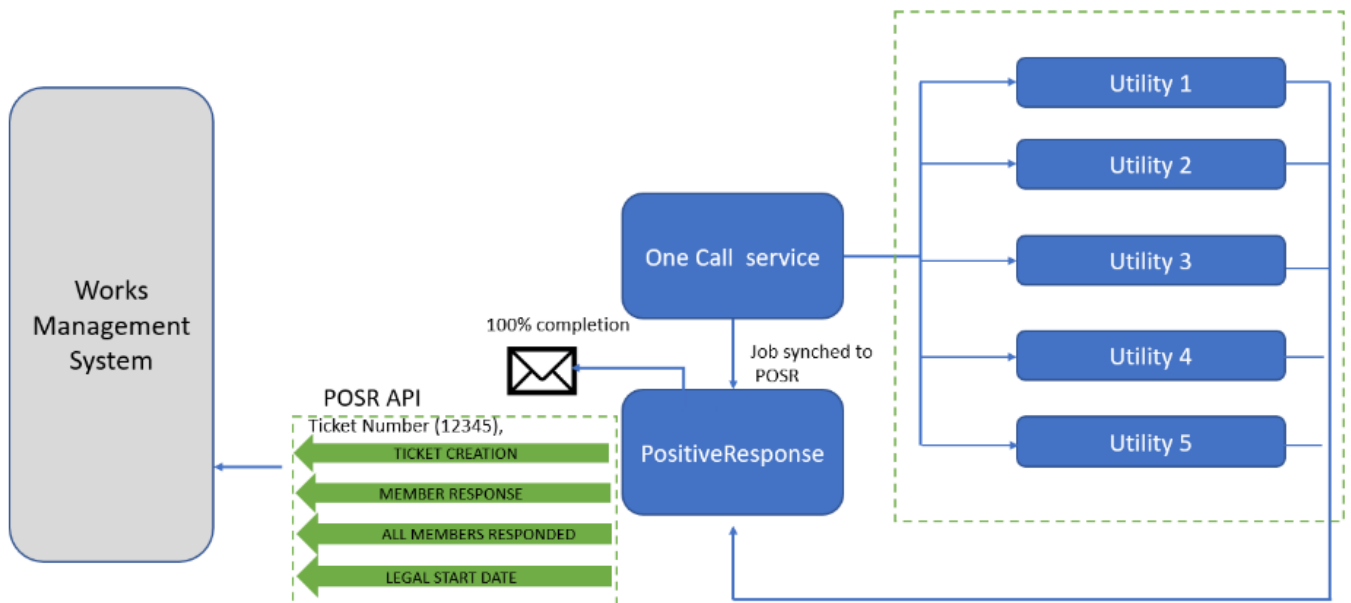 Works
Management
System
100% completion
POSR API
Ticket Number (12345),
TICKET CREATION
MEMBER RESPONSE
ALL MEMBERS RESPONDED
LEGAL START DATE
One Call  service
Job synched to
POSR
PositiveResponse
Utility 1
Utility 2
Utility 3
Utility 4
Utility 5